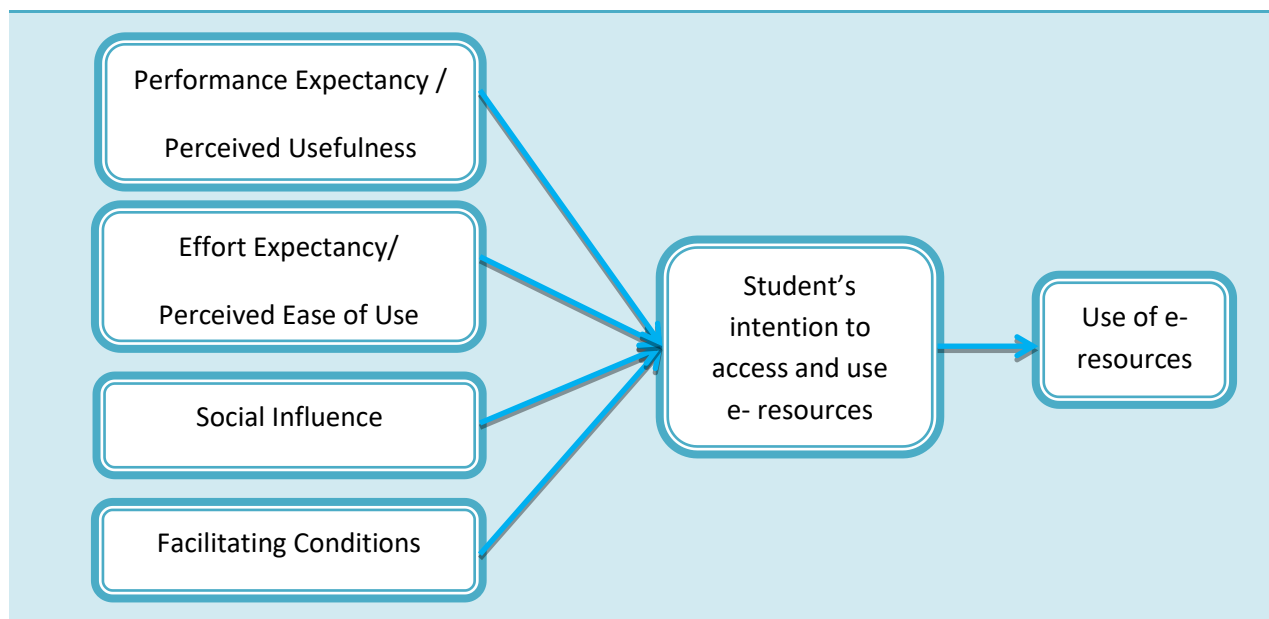 Performance Expectancy /
Perceived Usefulness
Effort Expectancy/
Perceived Ease of Use
Social Influence
Facilitating Conditions
Student’s
intention to
access and use
e- resources
Use of e-
resources